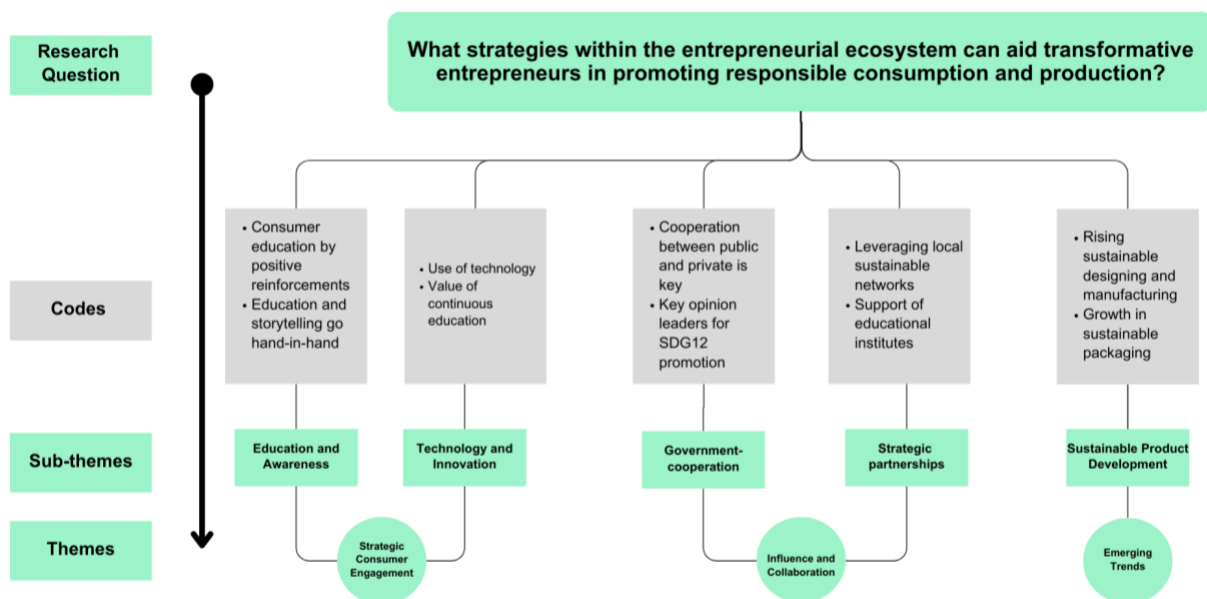 Research
Question
What strategies within the entrepreneurial ecosystem can aid transformative
entrepreneurs in promoting responsible consumption and production?
Codes
• Consumer
education by
positive
reinforcements
• Education and
storytelling go
hand-in-hand
• Use of technology
• Value of
continuous
education
• Cooperation
between public
and private is
key
• Key opinion
leaders for
SDG12
promotion
• Leveraging local
sustainable
networks
• Support of
educational
institutes
• Rising
sustainable
designing and
manufacturing
• Growth in
sustainable
packaging
Sub-themes
Education and
Awareness
Technology and
Innovation
Government-
cooperation
Strategic
partnerships
Sustainable Product
Development
Themes
Strategic
Consumer
Engagement
Influence and
Collaboration
Emerging
Trends